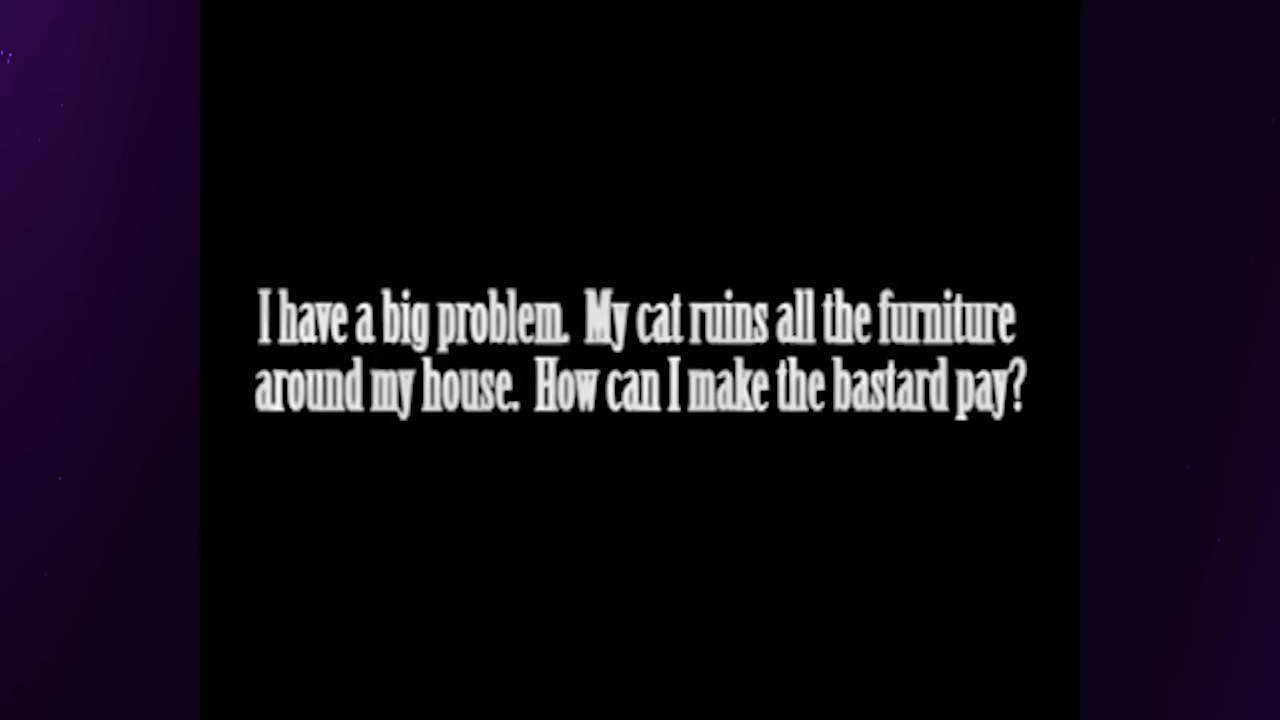 I have a big problem.  My cat ruins all the furniture
around my house.  How can I make the bastard pay?